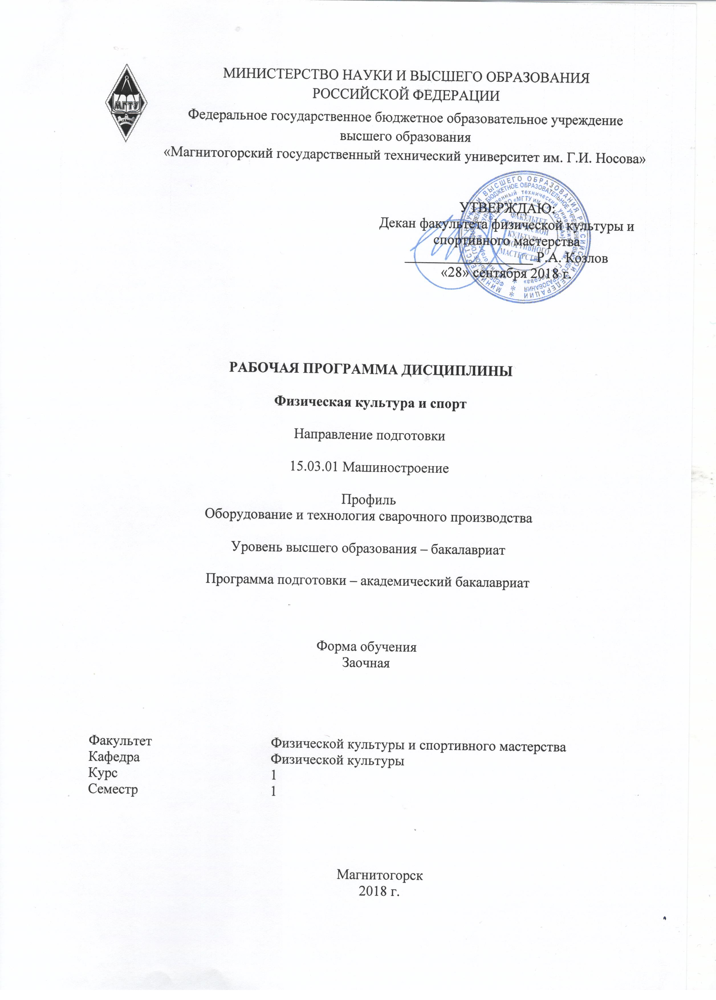 МГТУ
МИНИСТЕРСТВО НАУКИ И ВЫСШЕГО ОБРАЗОВАНИЯ
РОССИЙСКОЙ ФЕДЕРАЦИИ
Федеральное государственное бюджетное образовательное учреждение
высшего образования
«Магнитогорский государственный технический университет им. Г.И. Носова»
УТВЕРЖДАЮ:
Декан факультета физической культуры и
спортивного мастерства
Р.А. Козлов
«28» сентября 2018 г.
РАБОЧАЯ ПРОГРАММА ДИСЦИПЛИНЫ
Физическая культура и спорт
Направление подготовки
15.03.01 Машиностроение
Профиль
Оборудование и технология сварочного производства
Уровень высшего образования – бакалавриат
Программа подготовки – академический бакалавриат
Форма обучения
Заочная
Факультет Физической культуры и спортивного мастерства
Кафедра Физической культуры
Курс 1
Семестр 1
Магнитогорск
2018 г.